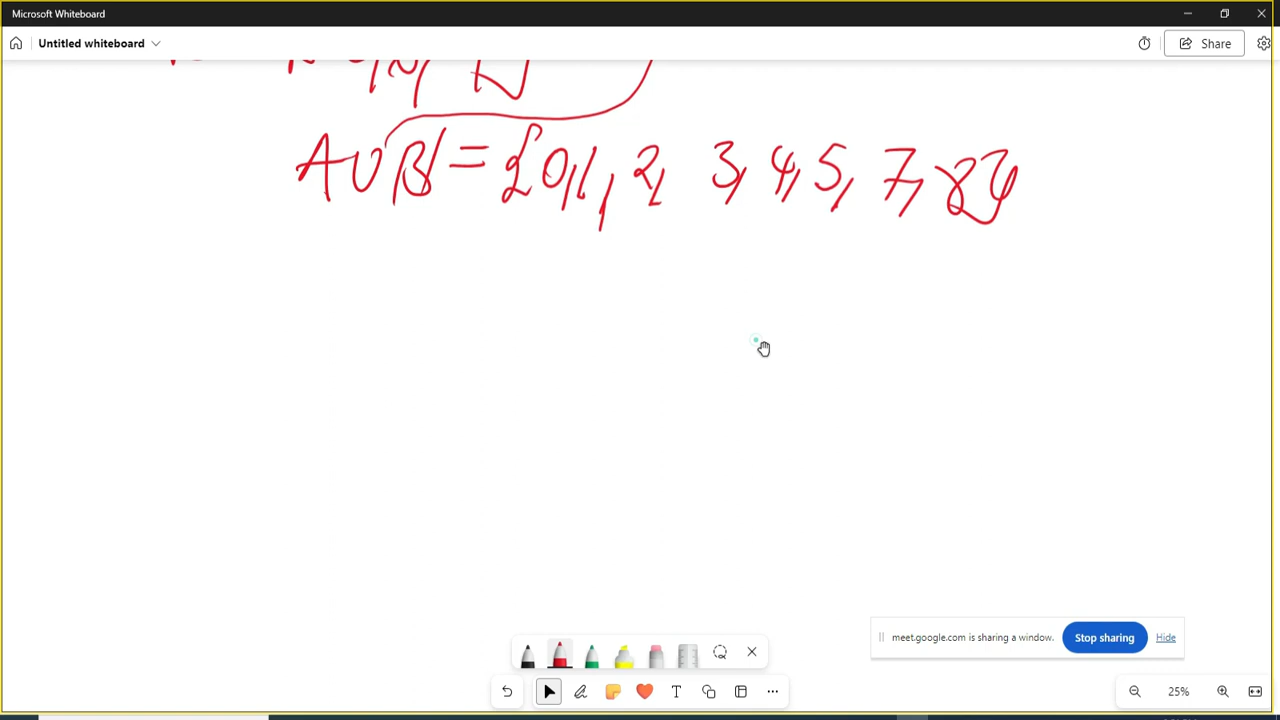 Microsoft Whiteboard
Untitled whiteboard
Share
A∪B = {0,1, 2, 3, 4, 5, 7, 8}
meet.google.com is sharing a window.
Stop sharing
Hide
25%